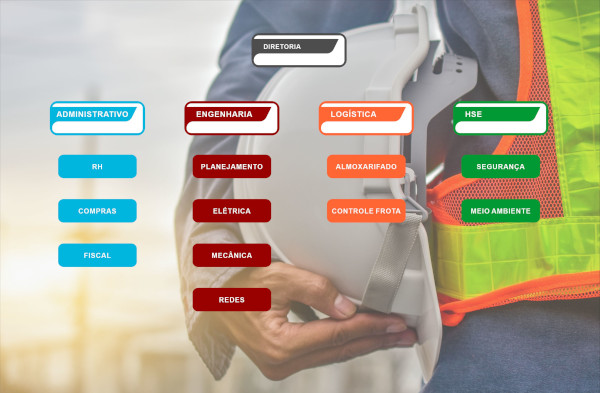 DIRETORIA
ADMINISTRATIVO
ENGENHARIA
LOGÍSTICA
HSE
RH
PLANEJAMENTO
ALMOXARIFADO
SEGURANÇA
COMPRAS
ELÉTRICA
CONTROLE FROTA
MEIO AMBIENTE
FISCAL
MECÂNICA
REDES